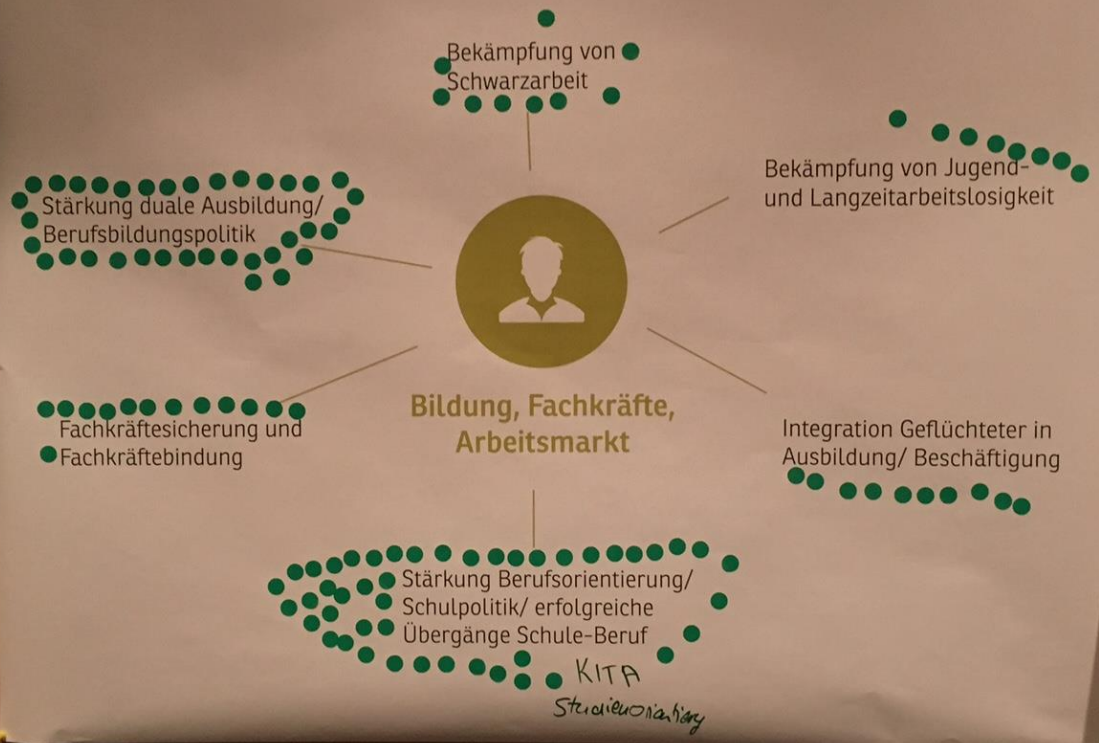 Bekämpfung von
Schwarzarbeit
Bekämpfung von Jugend-
und Langzeitarbeitslosigkeit
Stärkung duale Ausbildung/
Berufsbildungspolitik
Bildung, Fachkräfte,
Arbeitsmarkt
Fachkräftesicherung und
Fachkräftebindung
Integration Geflüchteter in
Ausbildung/ Beschäftigung
Stärkung Berufsorientierung/
Schulpolitik/ erfolgreiche
Übergänge Schule-Beruf
KITA
Studienorientierung